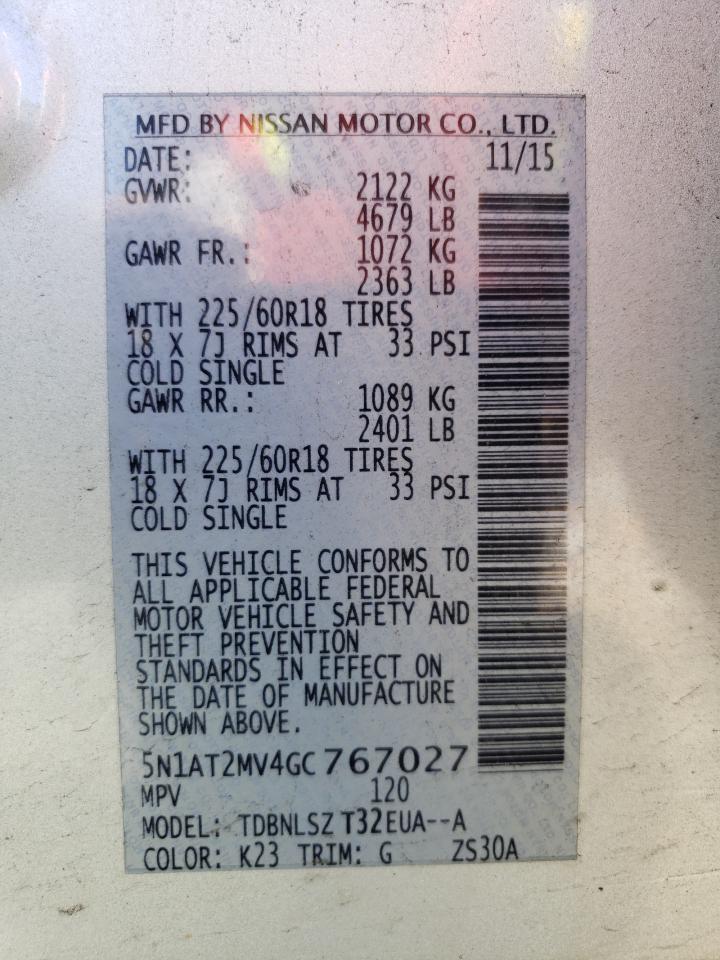 MFD BY NISSAN MOTOR CO., LTD.
DATE: 11/15
GVWR: 2122 KG
4679 LB
GAWR FR.: 1072 KG
2363 LB
WITH 225/60R18 TIRES
18 X 7J RIMS AT 33 PSI
COLD SINGLE
GAWR RR.: 1089 KG
2401 LB
WITH 225/60R18 TIRES
18 X 7J RIMS AT 33 PSI
COLD SINGLE
THIS VEHICLE CONFORMS TO
ALL APPLICABLE FEDERAL
MOTOR VEHICLE SAFETY AND
THEFT PREVENTION
STANDARDS IN EFFECT ON
THE DATE OF MANUFACTURE
SHOWN ABOVE.
5N1AT2MV4GC767027
MPV 120
MODEL: TDBNLSZ T32EUA--A
COLOR: K23 TRIM: G ZS30A